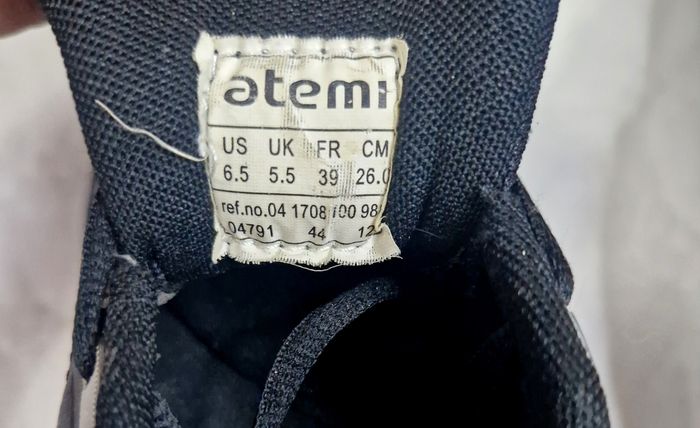 atemi
US UK FR CM
6.5 5.5 39 26.0
ref.no.04 1708 100 98
04791 44 12